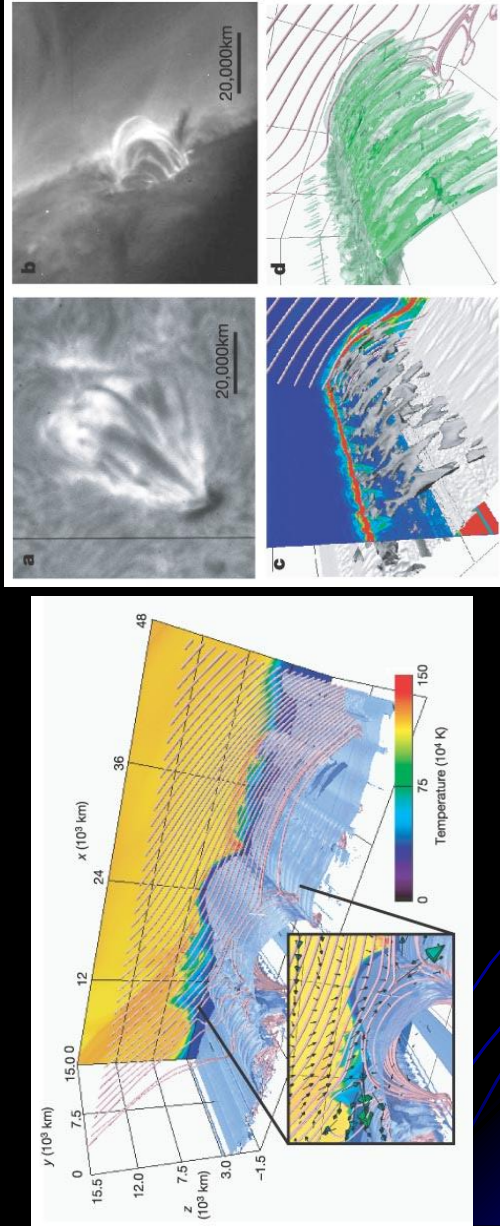 y (10³ km)
0
7.5
15.0 0
12
24
36
48
x (10³ km)
15.5
12.0
7.5
3.0
–1.5
z
(10³ km)
0
75
150
Temperature (10⁴ K)
a
20,000km
b
20,000km
c
d